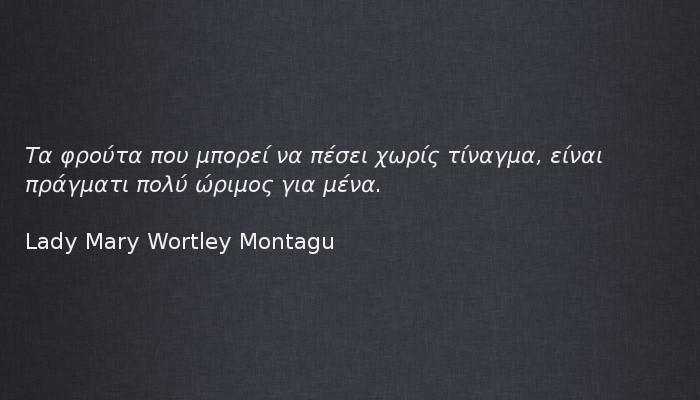 Τα φρούτα που μπορεί να πέσει χωρίς τίναγμα, είναι
πράγματι πολύ ώριμος για μένα.
Lady Mary Wortley Montagu